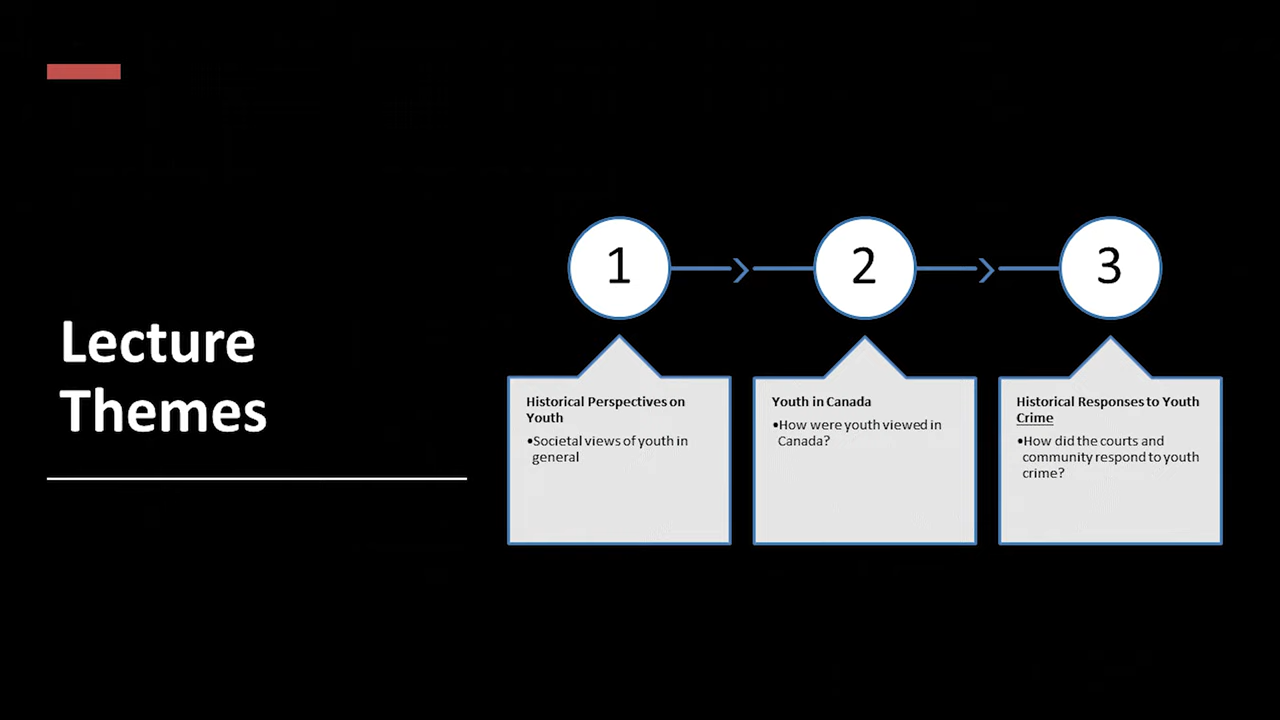 Lecture
Themes
1
2
3
Historical Perspectives on
Youth
•Societal views of youth in
general
Youth in Canada
•How were youth viewed in
Canada?
Historical Responses to Youth
Crime
•How did the courts and
community respond to youth
crime?